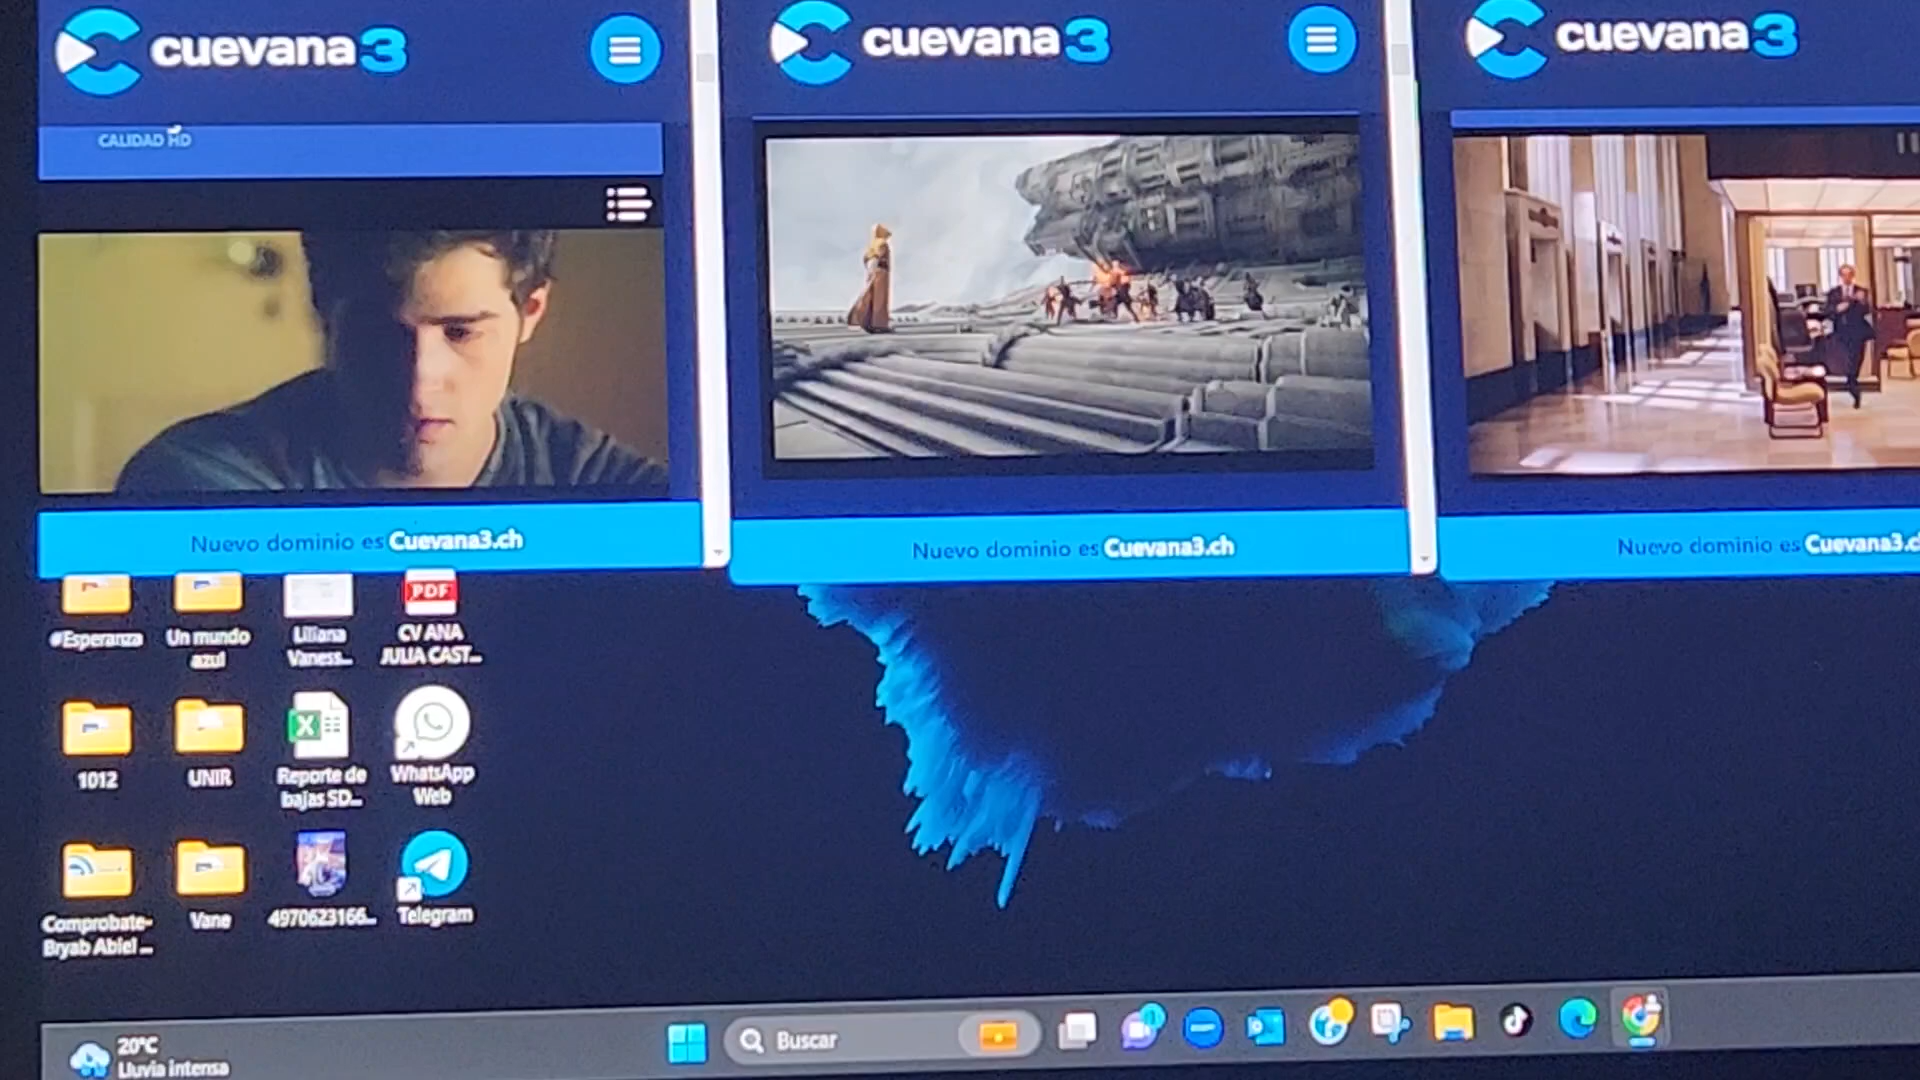 cuevana3
cuevana3
cuevana3
CALIDAD HD
Nuevo dominio es Cuevana3.ch
Nuevo dominio es Cuevana3.ch
Nuevo dominio es Cuevana3.c
#Esperanza
Un mundo azul
Liliana Vaness...
PDF
CV ANA JULIA CAST...
1012
UNIR
Reporte de bajas SD...
WhatsApp Web
Comprobate-Bryab Abiel ...
Vane
4970623166...
Telegram
20°C
Lluvia intensa
Buscar